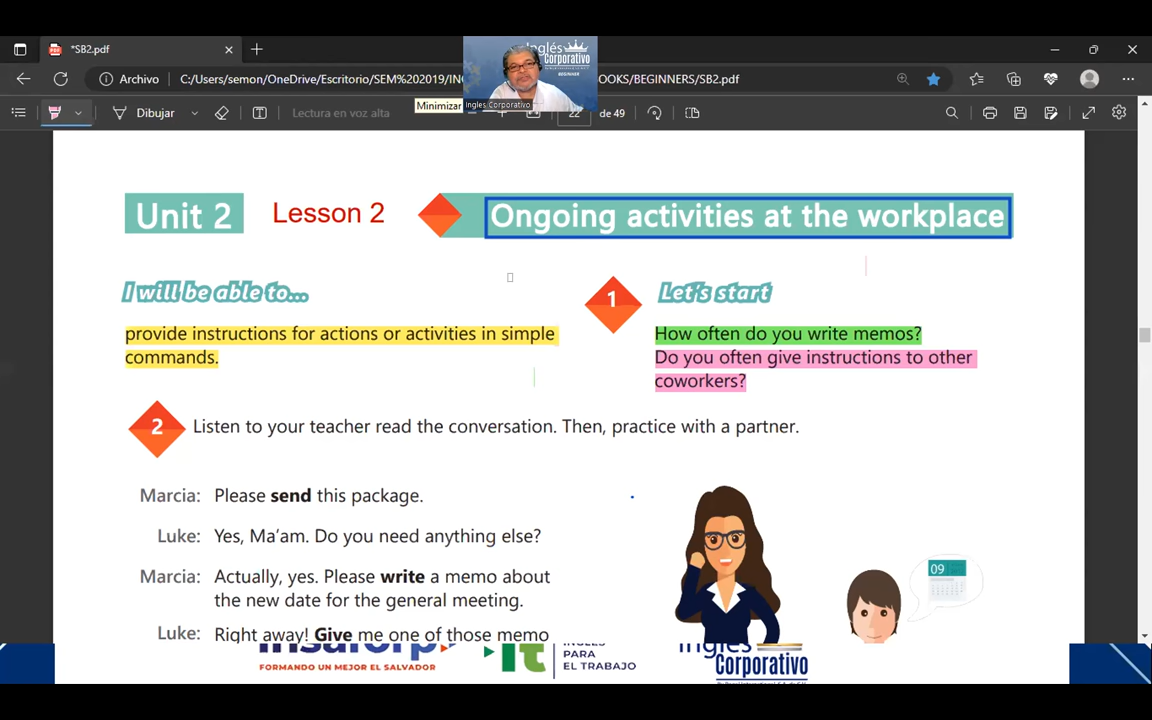 *SB2.pdf
Inglés
Corporativo
BEGINNER
Archivo
C:/Users/semon/OneDrive/Escritorio/SEM%202019/IN
OOKS/BEGINNERS/SB2.pdf
Minimizar
Ingles Corporativo
Dibujar
Lectura en voz alta
22
de 49
Unit 2
Lesson 2
Ongoing activities at the workplace
I will be able to...
1
Let's start
provide instructions for actions or activities in simple
commands.
How often do you write memos?
Do you often give instructions to other
coworkers?
2
Listen to your teacher read the conversation. Then, practice with a partner.
Marcia: Please send this package.
Luke: Yes, Ma'am. Do you need anything else?
Marcia: Actually, yes. Please write a memo about
the new date for the general meeting.
09
Luke: Right away! Give me one of those memo
FORMANDO UN MEJOR EL SALVADOR
INGLÉS
PARA
EL TRABAJO
Inglés
Corporativo